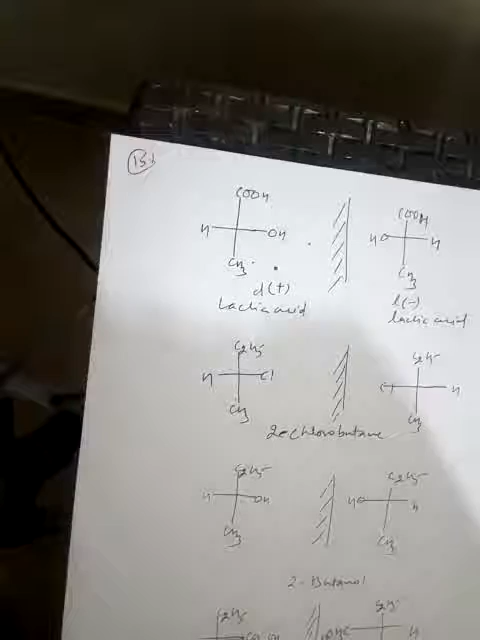 COOH COOH
H OH HO H
CH3 CH3
d(+) l(-)
Lactic acid lactic acid
C2H5 C2H5
H Cl Cl H
CH3 CH3
2-chlorobutane
C2H5 C2H5
H OH HO H
CH3 CH3
2-Butanol
C2H5 C2H5
H